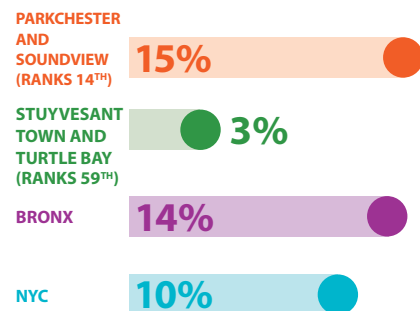 PARKCHESTER
AND
SOUNDVIEW
(RANKS 14TH)
15%
STUYVESANT
TOWN AND
TURTLE BAY
(RANKS 59TH)
3%
BRONX
14%
NYC
10%